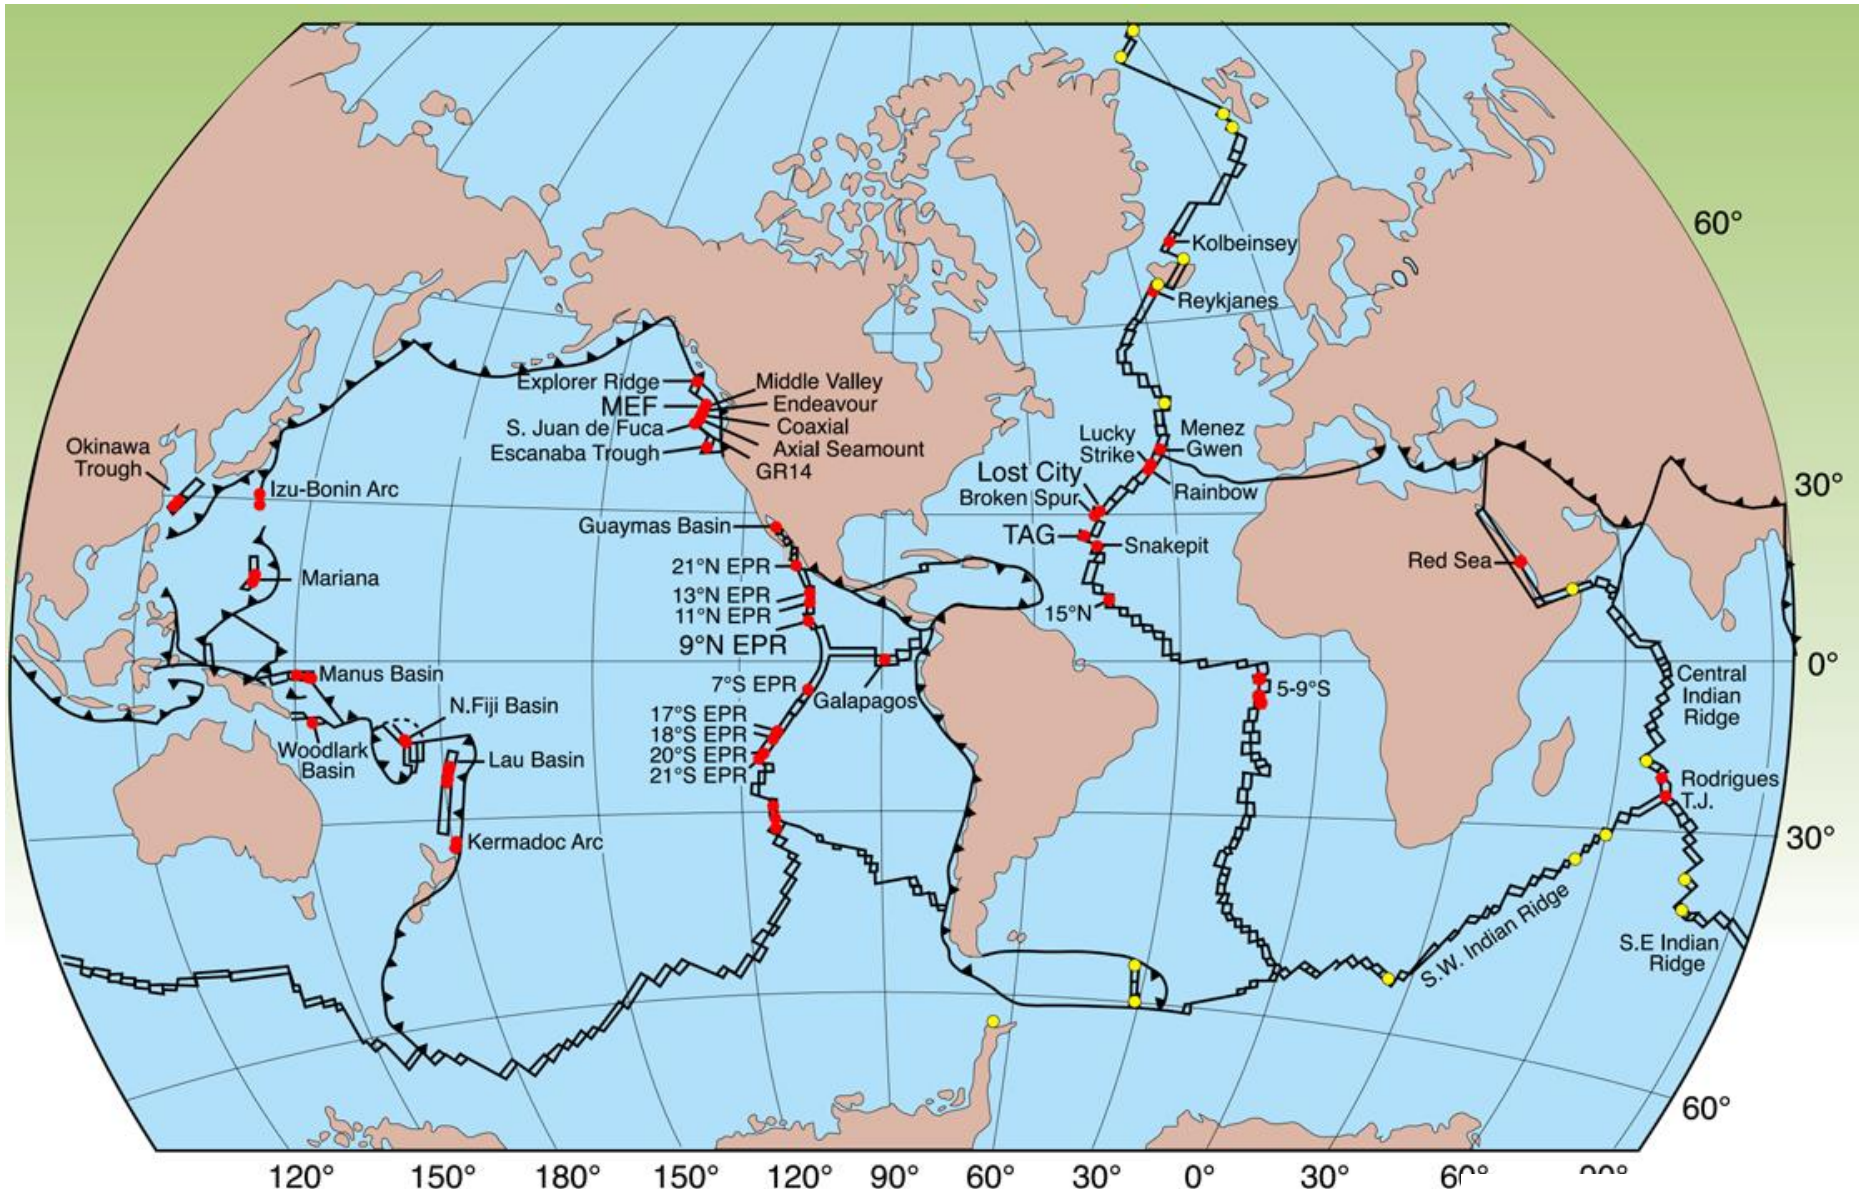 60°
Kolbeinsey
Reykjanes
Explorer Ridge
MEF
S. Juan de Fuca
Escanaba Trough
Middle Valley
Endeavour
Coaxial
Axial Seamount
GR14
Okinawa
Trough
Izu-Bonin Arc
Mariana
Lucky
Strike
Menez
Gwen
Lost City
Broken Spur
Rainbow
TAG
Snakepit
15°N
30°
Guaymas Basin
21°N EPR
13°N EPR
11°N EPR
9°N EPR
Red Sea
0°
Manus Basin
N.Fiji Basin
Woodlark
Basin
Lau Basin
Kermadoc Arc
7°S EPR
Galapagos
17°S EPR
18°S EPR
20°S EPR
21°S EPR
5-9°S
Central
Indian
Ridge
Rodrigues
T.J.
30°
S.W. Indian Ridge
S.E Indian
Ridge
60°
120° 150° 180° 150° 120° 90° 60° 30° 0° 30°